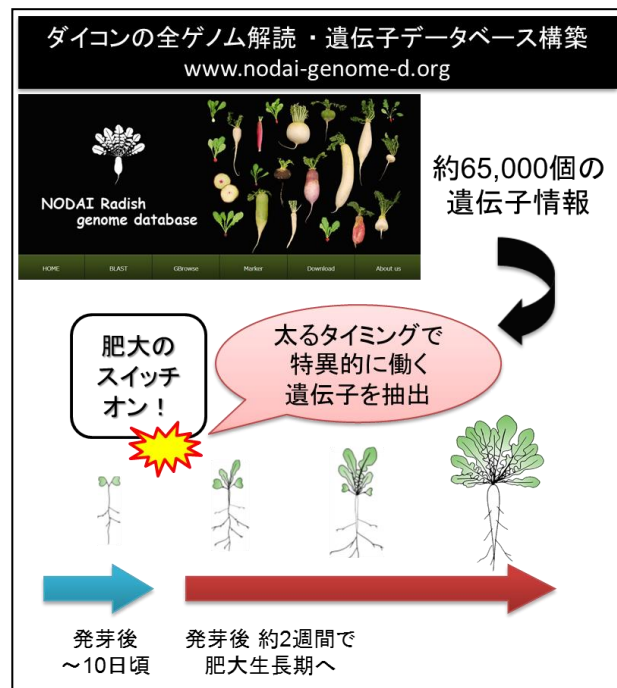 ダイコンの全ゲノム解読・遺伝子データベース構築
www.nodai-genome-d.org
NODAI Radish
genome database
HOME BLAST GBrowse Marker Download About us
約65,000個の
遺伝子情報
肥大の
スイッチ
オン！
太るタイミングで
特異的に働く
遺伝子を抽出
発芽後
～10日頃
発芽後 約2週間で
肥大生長期へ